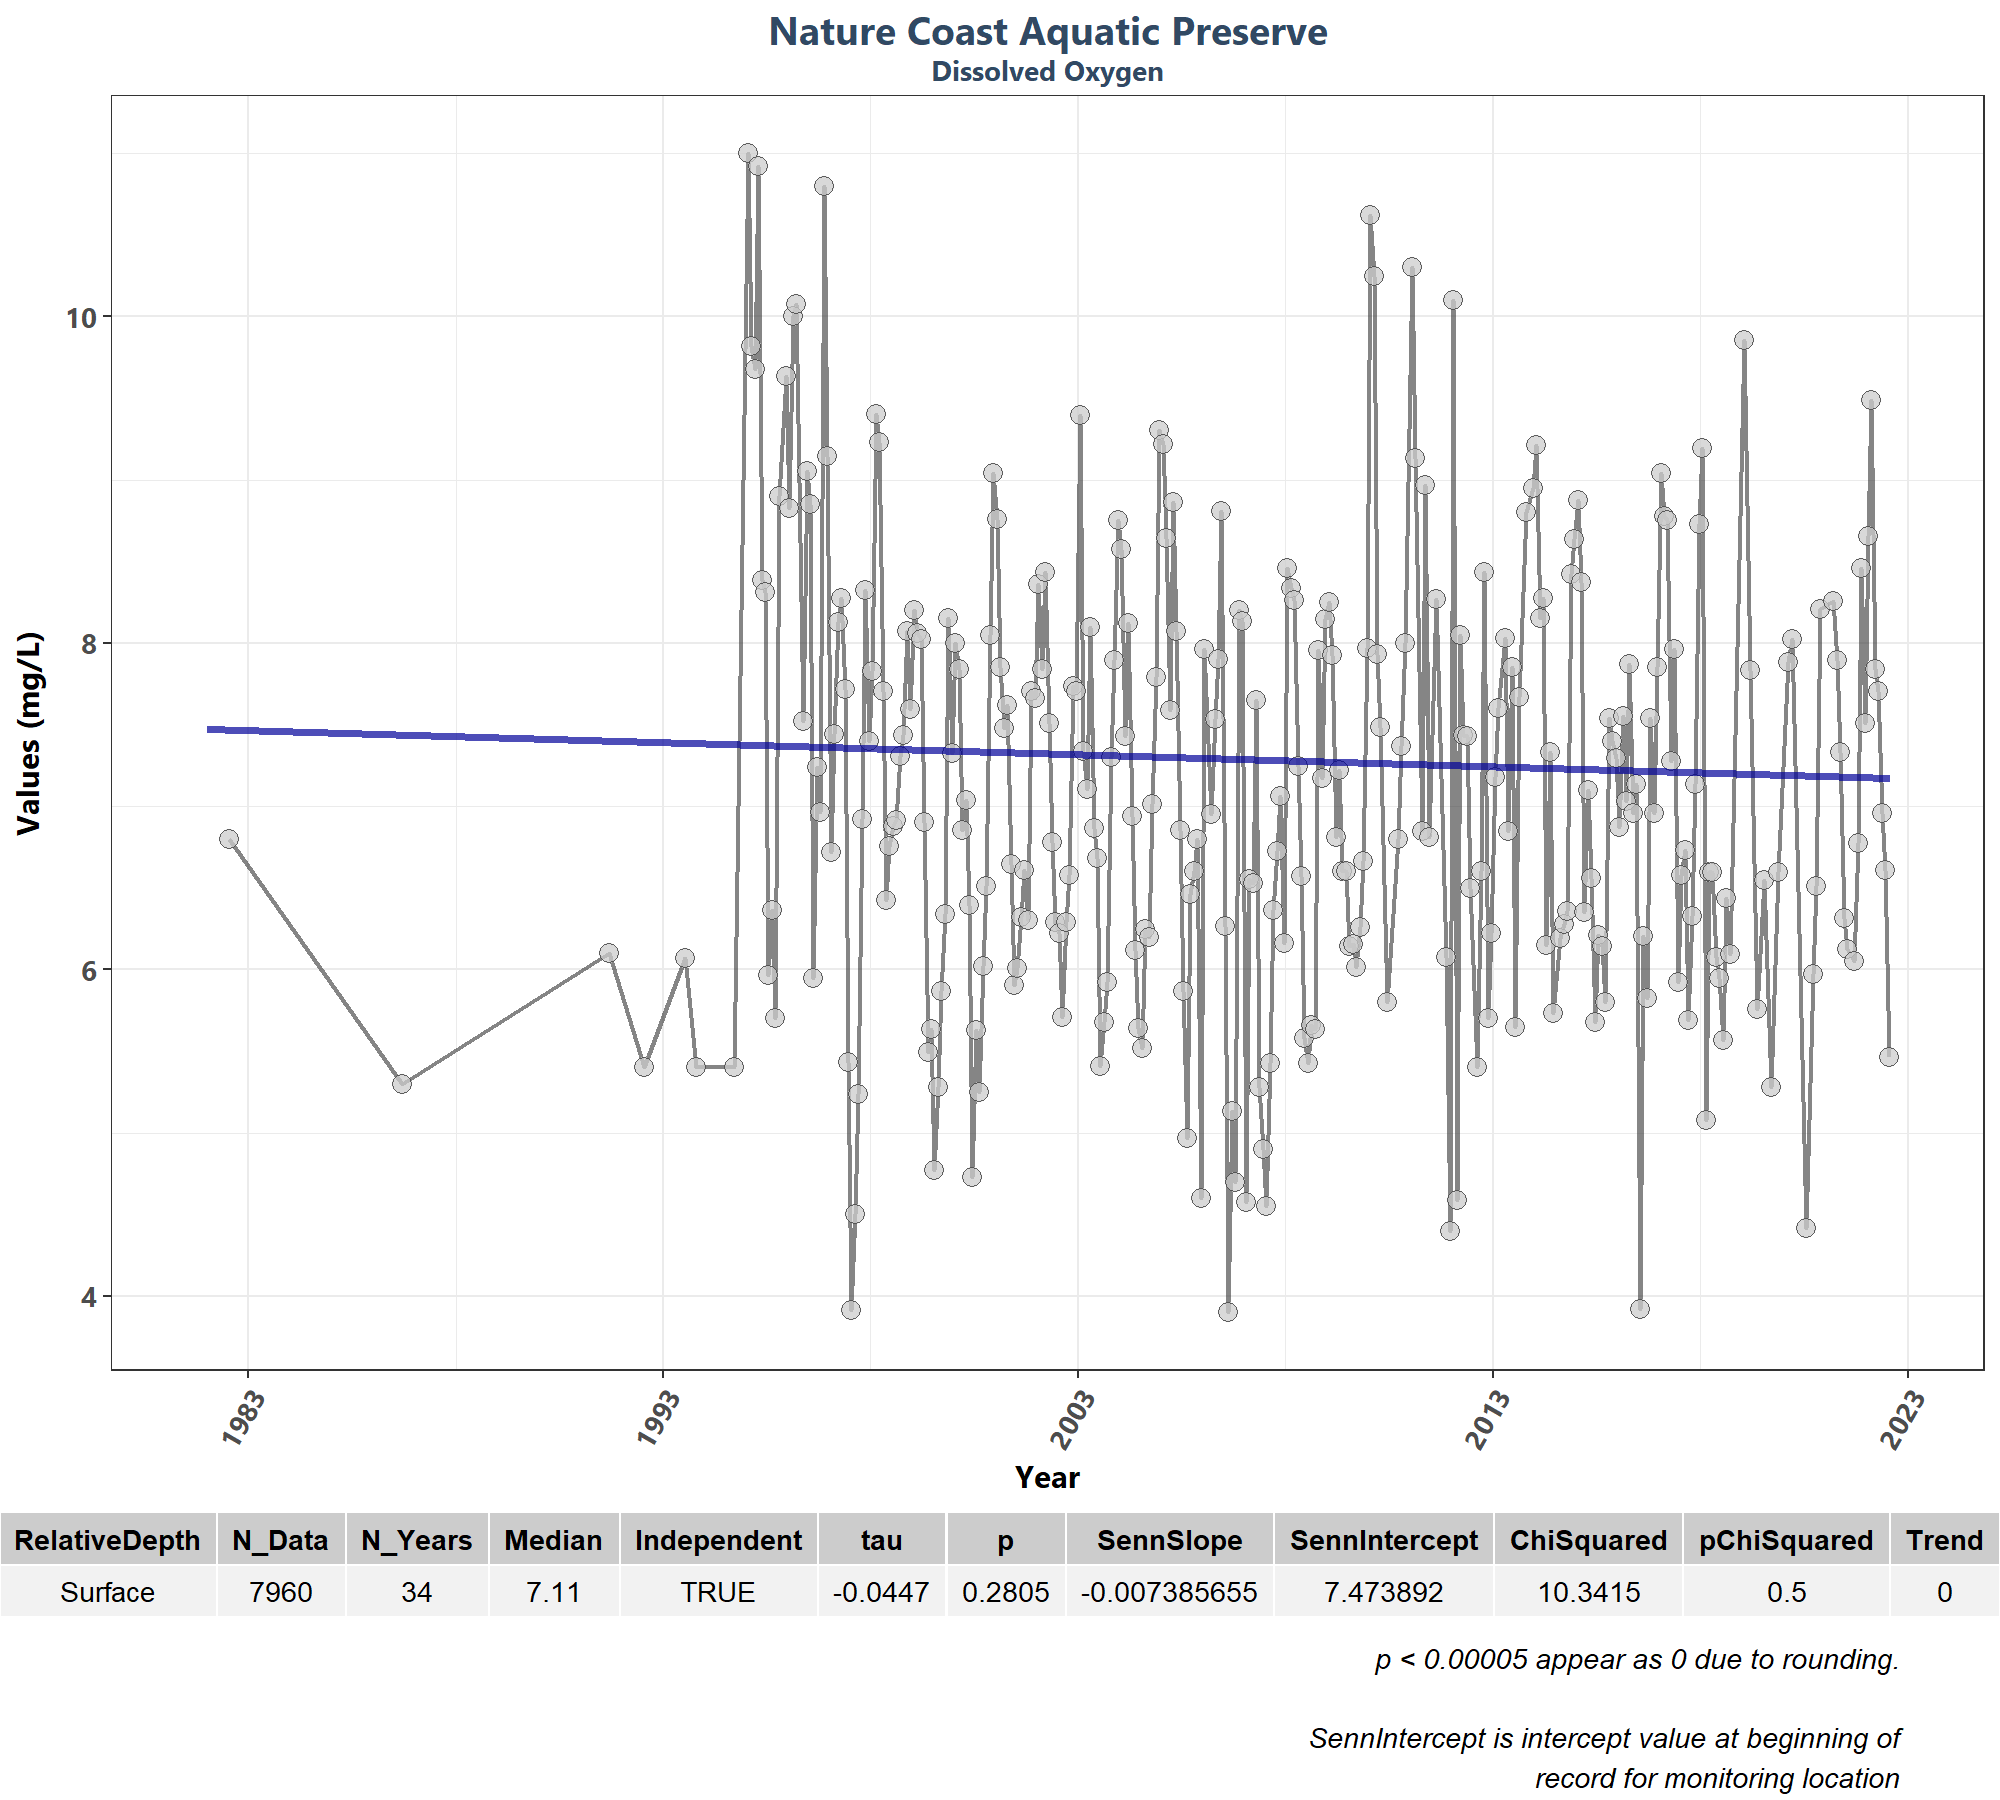 Nature Coast Aquatic Preserve
Dissolved Oxygen
Values (mg/L)
10
8
6
4
1983
1993
2003
2013
2023
Year
RelativeDepth N_Data N_Years Median Independent tau p SennSlope SennIntercept ChiSquared pChiSquared Trend
Surface 7960 34 7.11 TRUE -0.0447 0.2805 -0.007385655 7.473892 10.3415 0.5 0
p < 0.00005 appear as 0 due to rounding.
SennIntercept is intercept value at beginning of
record for monitoring location